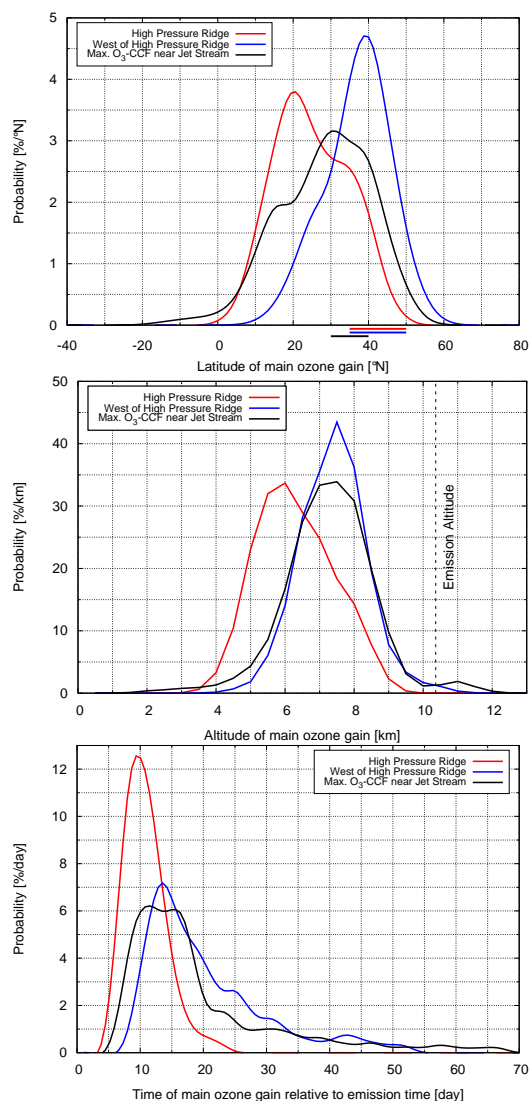 High Pressure Ridge
West of High Pressure Ridge
Max. O3-CCF near Jet Stream
Probability [%/°N]
5
4
3
2
1
0
-40 -20 0 20 40 60 80
Latitude of main ozone gain [°N]
High Pressure Ridge
West of High Pressure Ridge
Max. O3-CCF near Jet Stream
Probability [%/km]
Emission Altitude
50
40
30
20
10
0
0 2 4 6 8 10 12
Altitude of main ozone gain [km]
High Pressure Ridge
West of High Pressure Ridge
Max. O3-CCF near Jet Stream
Probability [%/day]
12
10
8
6
4
2
0
0 10 20 30 40 50 60 70
Time of main ozone gain relative to emission time [day]